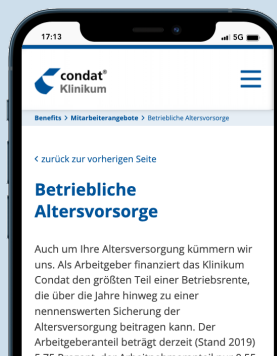 17:13
5G
condat®
Klinikum
Benefits > Mitarbeiterangebote > Betriebliche Altersvorsorge
< zurück zur vorherigen Seite
Betriebliche
Altersvorsorge
Auch um Ihre Altersversorgung kümmern wir
uns. Als Arbeitgeber finanziert das Klinikum
Condat den größten Teil einer Betriebsrente,
die über die Jahre hinweg zu einer
nennenswerten Sicherung der
Altersversorgung beitragen kann. Der
Arbeitgeberanteil beträgt derzeit (Stand 2019)